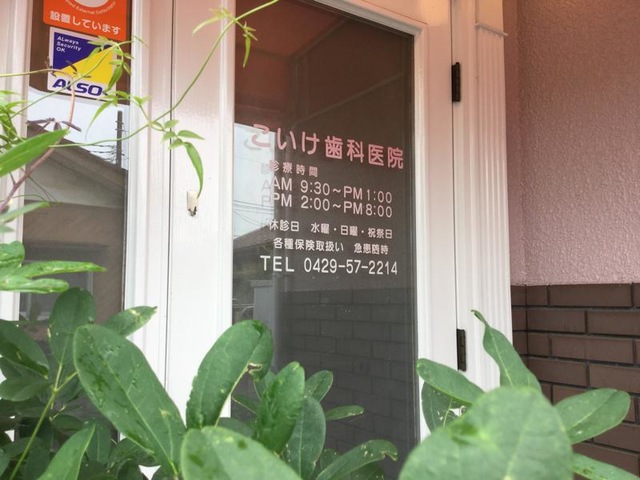 設置しています
ALways
Security
OK
ALSO
こいけ歯科医院
診療時間
AM 9:30～PM 1:00
PM 2:00～PM 8:00
休診日 水曜・日曜・祝祭日
各種保険取扱い 急患随時
TEL 0429-57-2214